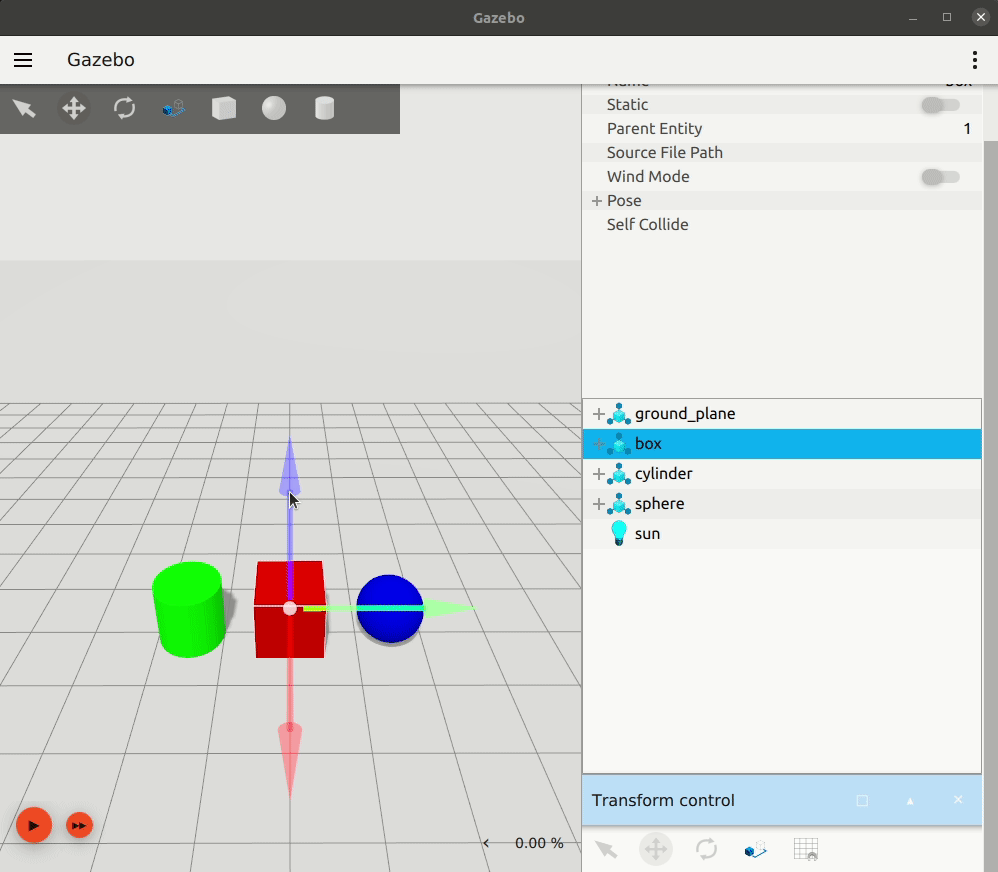 Gazebo
Gazebo
Name box
Static
Parent Entity 1
Source File Path
Wind Mode
Pose
Self Collide
ground_plane
box
cylinder
sphere
sun
Transform control
0.00 %